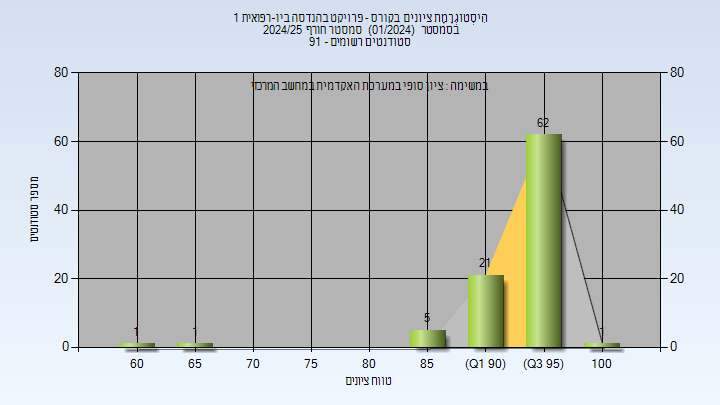 היסטוגרמת ציונים בקורס - פרויקט בהנדסה ביו-רפואית 1
בסמסטר (01/2024) סמסטר חורף 2024/25
סטודנטים רשומים - 91
במשימה : ציון סופי במערכת האקדמית במחשב המרכזי
80
80
60
60
40
40
20
20
0
0
מספר סטודנטים
1
1
5
21
62
1
60
65
70
75
80
85
(Q1 90)
(Q3 95)
100
טווח ציונים